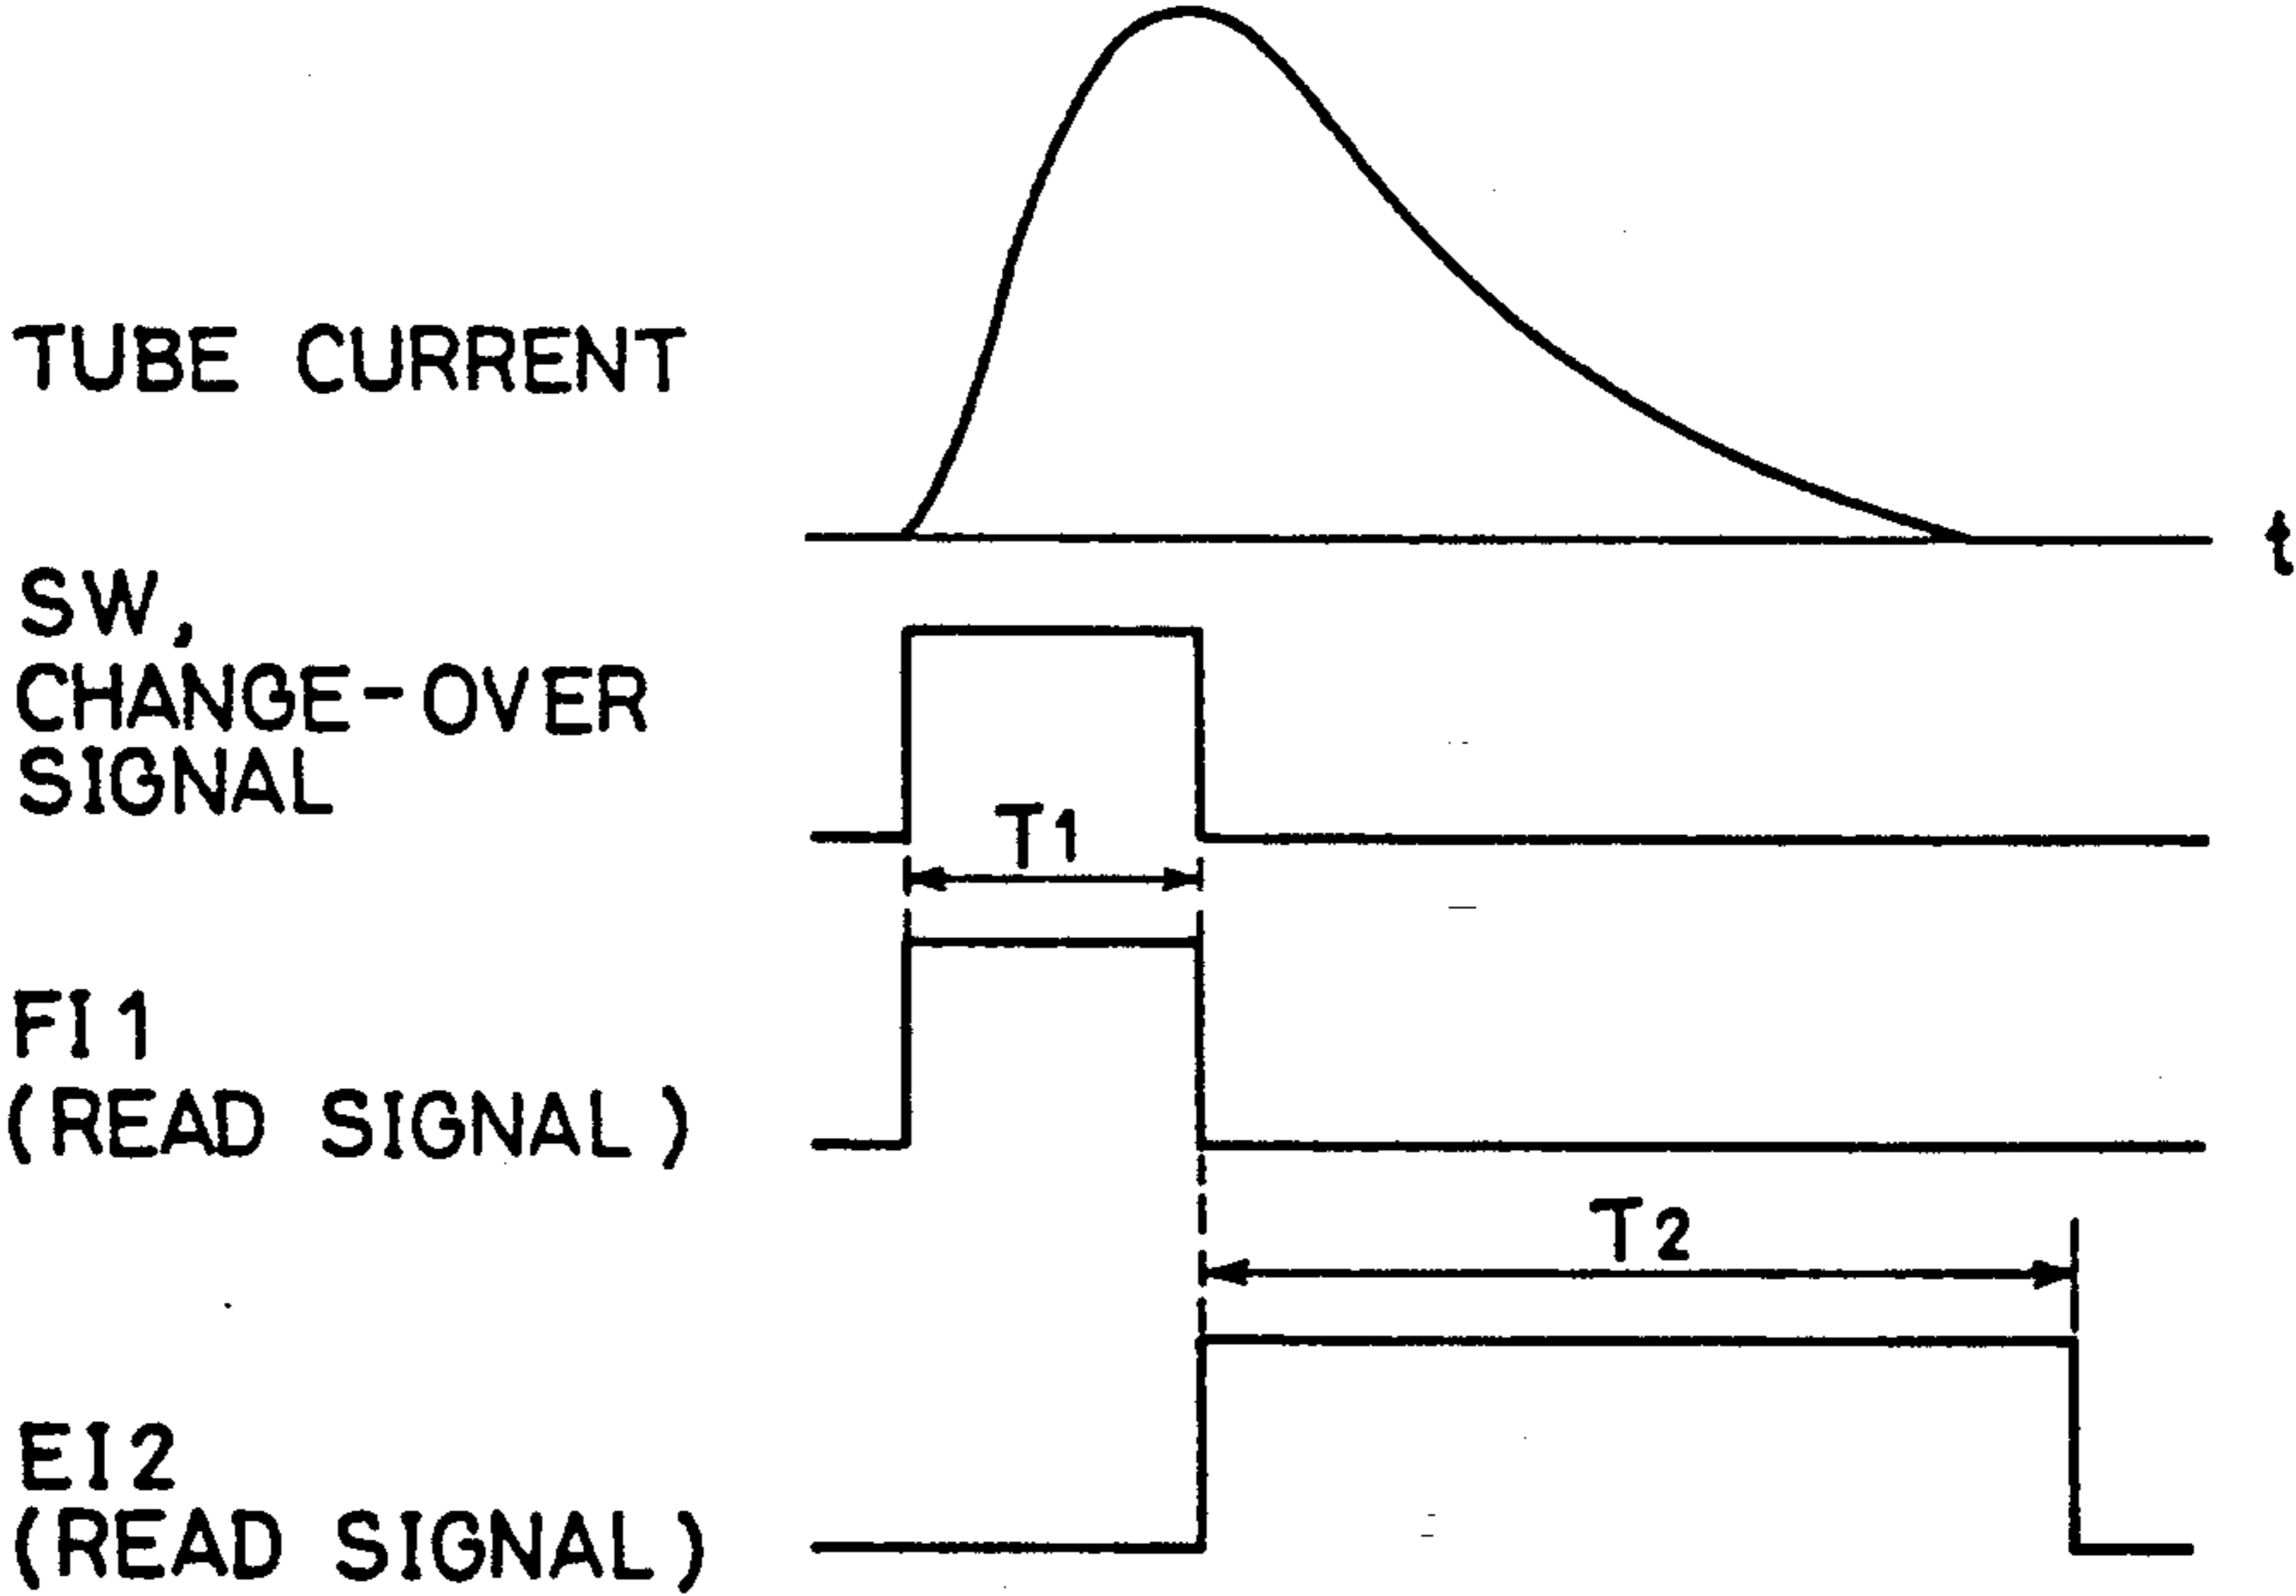 TUBE CURRENT
t
SW,
CHANGE-OVER
SIGNAL
T1
FI1
(READ SIGNAL)
T2
EI2
(READ SIGNAL)